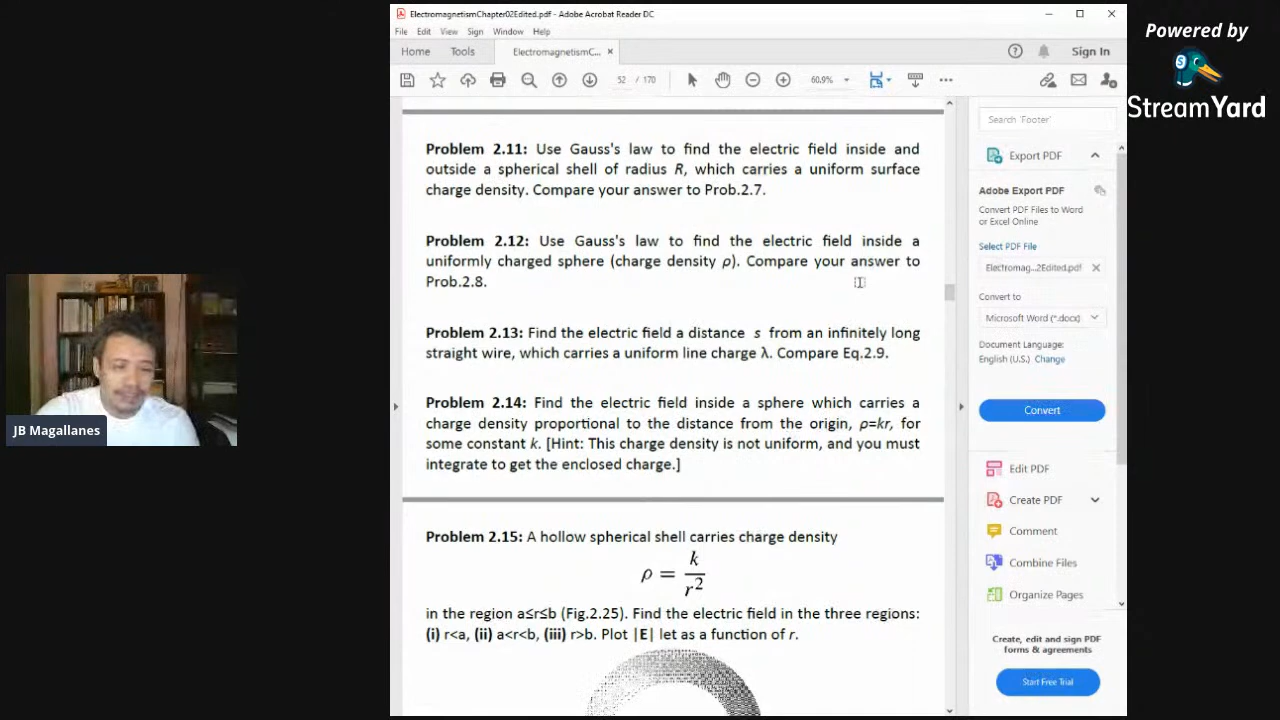 ElectromagnetismChapter02Edited.pdf - Adobe Acrobat Reader DC
File Edit View Sign Window Help
Home Tools ElectromagnetismC... × Sign In
52 / 170 60.9%
Problem 2.11: Use Gauss's law to find the electric field inside and
outside a spherical shell of radius R, which carries a uniform surface
charge density. Compare your answer to Prob.2.7.
Problem 2.12: Use Gauss's law to find the electric field inside a
uniformly charged sphere (charge density ρ). Compare your answer to
Prob.2.8.
Problem 2.13: Find the electric field a distance s from an infinitely long
straight wire, which carries a uniform line charge λ. Compare Eq.2.9.
Problem 2.14: Find the electric field inside a sphere which carries a
charge density proportional to the distance from the origin, ρ=kr, for
some constant k. [Hint: This charge density is not uniform, and you must
integrate to get the enclosed charge.]
Problem 2.15: A hollow spherical shell carries charge density
ρ = k/r²
in the region a≤r≤b (Fig.2.25). Find the electric field in the three regions:
(i) r<a, (ii) a<r<b, (iii) r>b. Plot |E| let as a function of r.
Search 'Footer'
Export PDF
Adobe Export PDF
Convert PDF Files to Word
or Excel Online
Select PDF File
Electromag...2Edited.pdf ×
Convert to
Microsoft Word (*.docx)
Document Language:
English (U.S.) Change
Convert
Edit PDF
Create PDF
Comment
Combine Files
Organize Pages
Create, edit and sign PDF
forms & agreements
Start Free Trial
JB Magallanes
Powered by
S
StreamYard